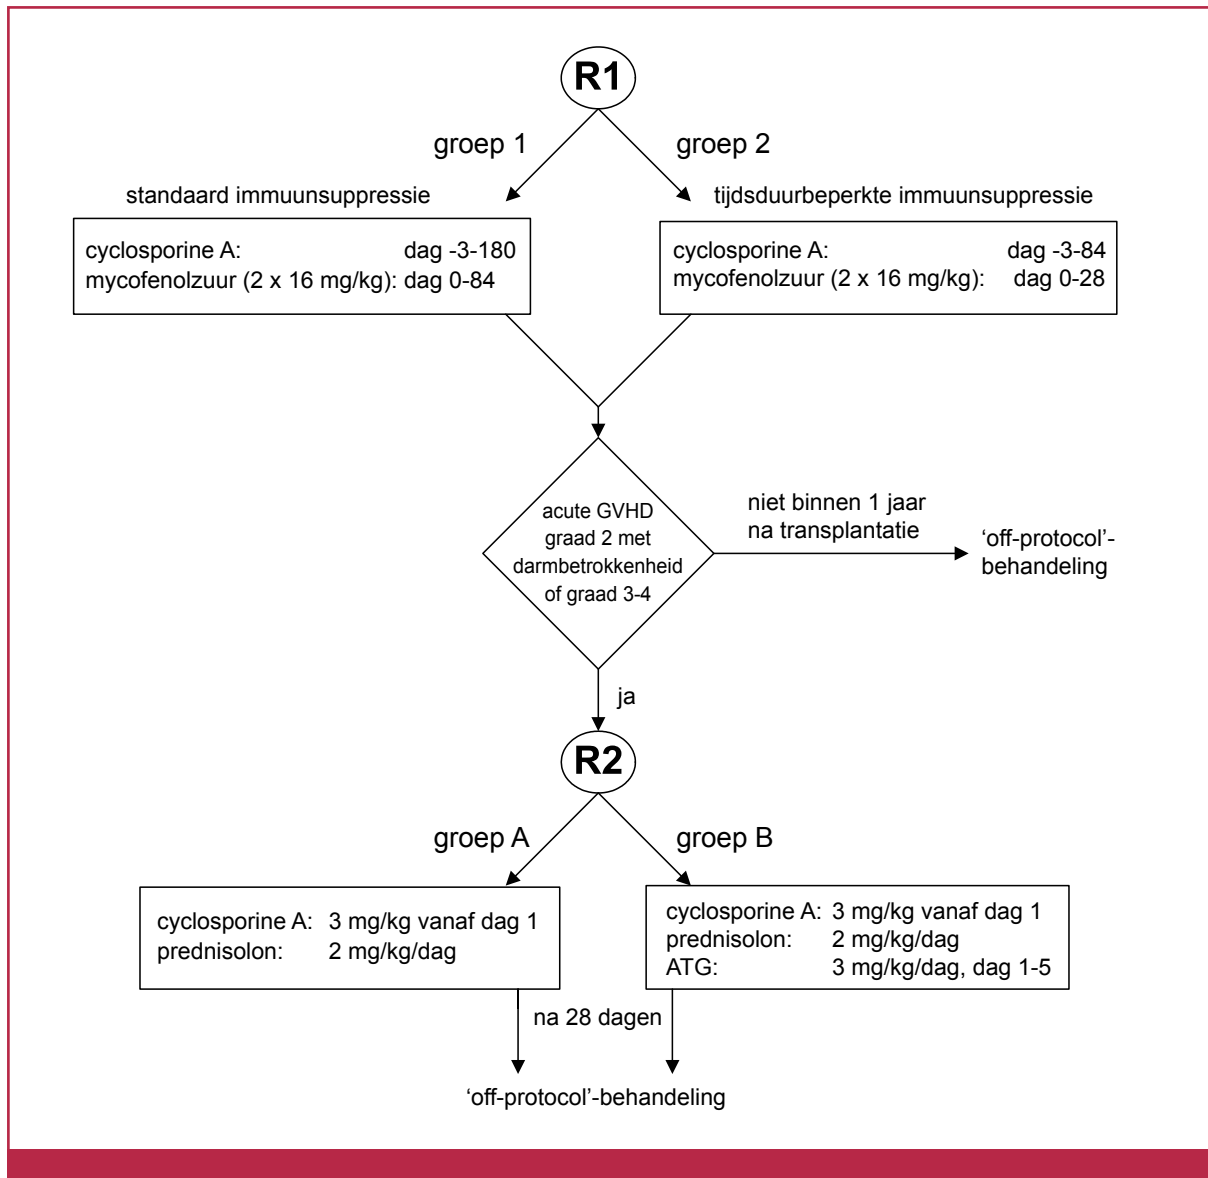 R1
groep 1
groep 2
standaard immuunsuppressie
cyclosporine A: dag -3-180
mycofenolzuur (2 x 16 mg/kg): dag 0-84
tijdsduurbeperkte immuunsuppressie
cyclosporine A: dag -3-84
mycofenolzuur (2 x 16 mg/kg): dag 0-28
acute GVHD
graad 2 met
darmbetrokkenheid
of graad 3-4
niet binnen 1 jaar
na transplantatie
‘off-protocol’-
behandeling
ja
R2
groep A
groep B
cyclosporine A: 3 mg/kg vanaf dag 1
prednisolon: 2 mg/kg/dag
cyclosporine A: 3 mg/kg vanaf dag 1
prednisolon: 2 mg/kg/dag
ATG: 3 mg/kg/dag, dag 1-5
na 28 dagen
‘off-protocol’-behandeling